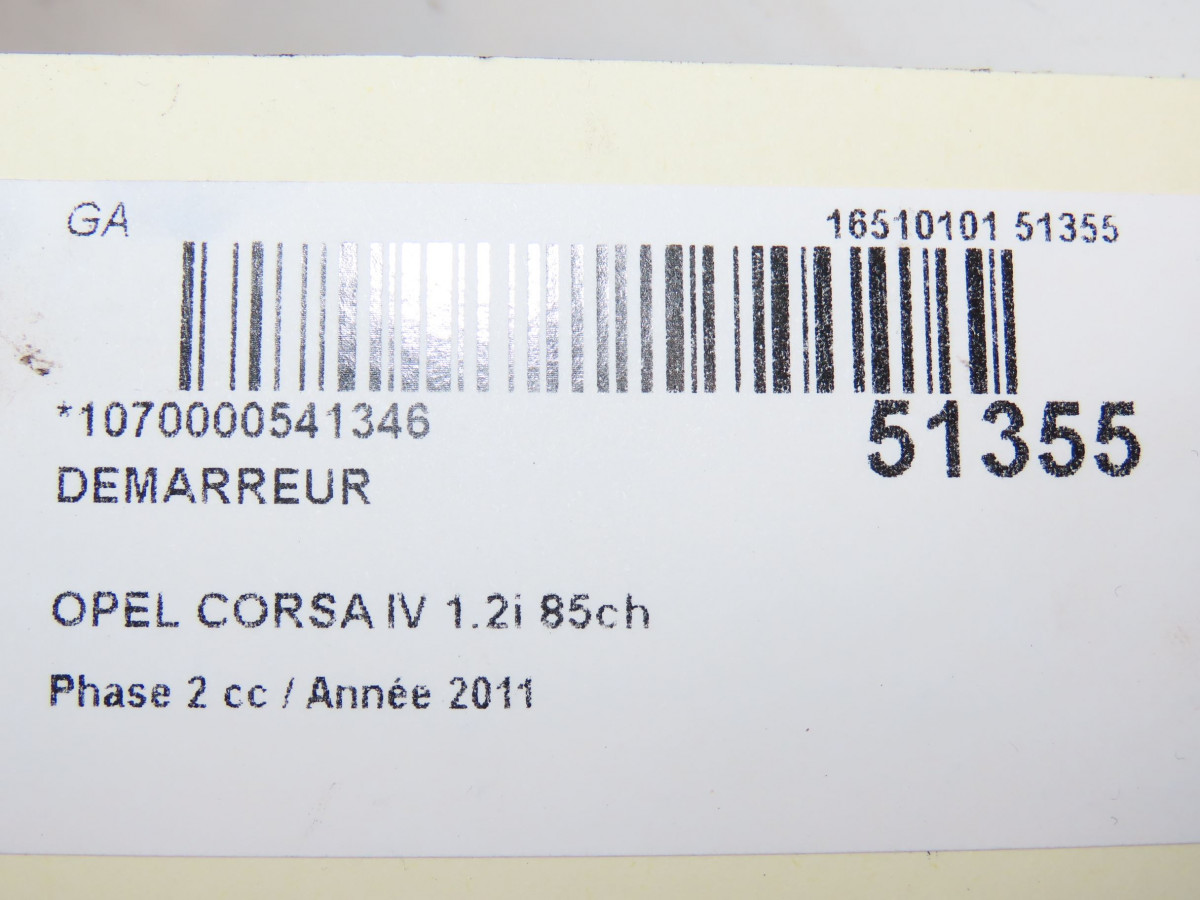 GA
16510101 51355
*1070000541346
51355
DEMARREUR
OPEL CORSA IV 1.2i 85ch
Phase 2 cc / Année 2011